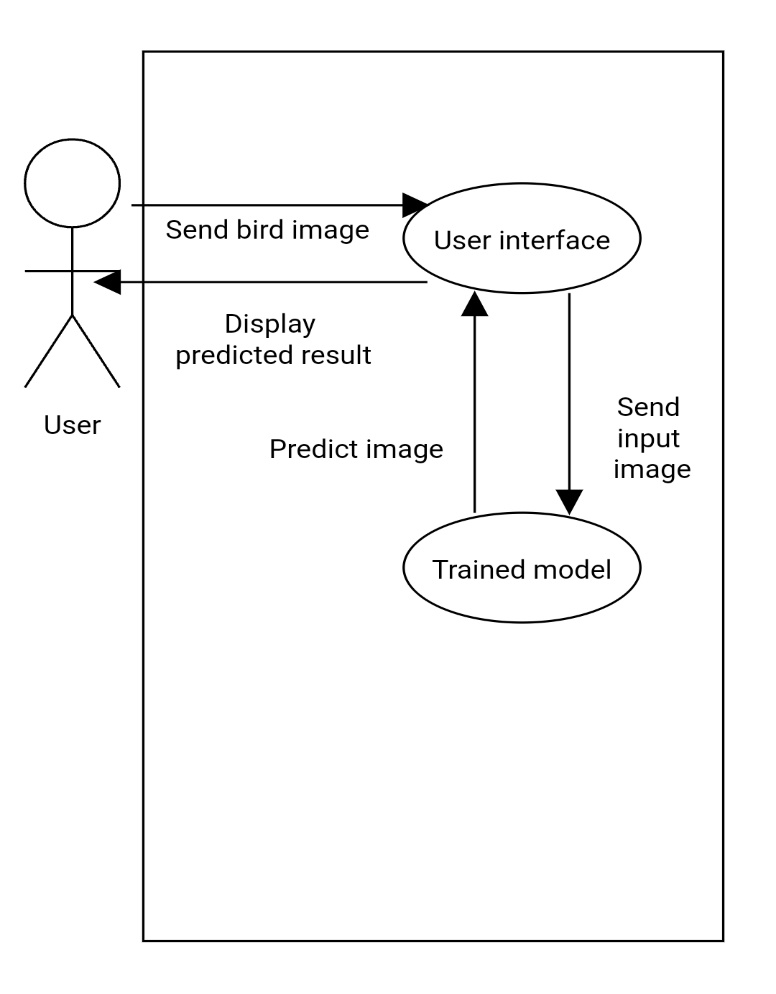 Send bird image
User interface
Display
predicted result
User
Predict image
Send
input
image
Trained model